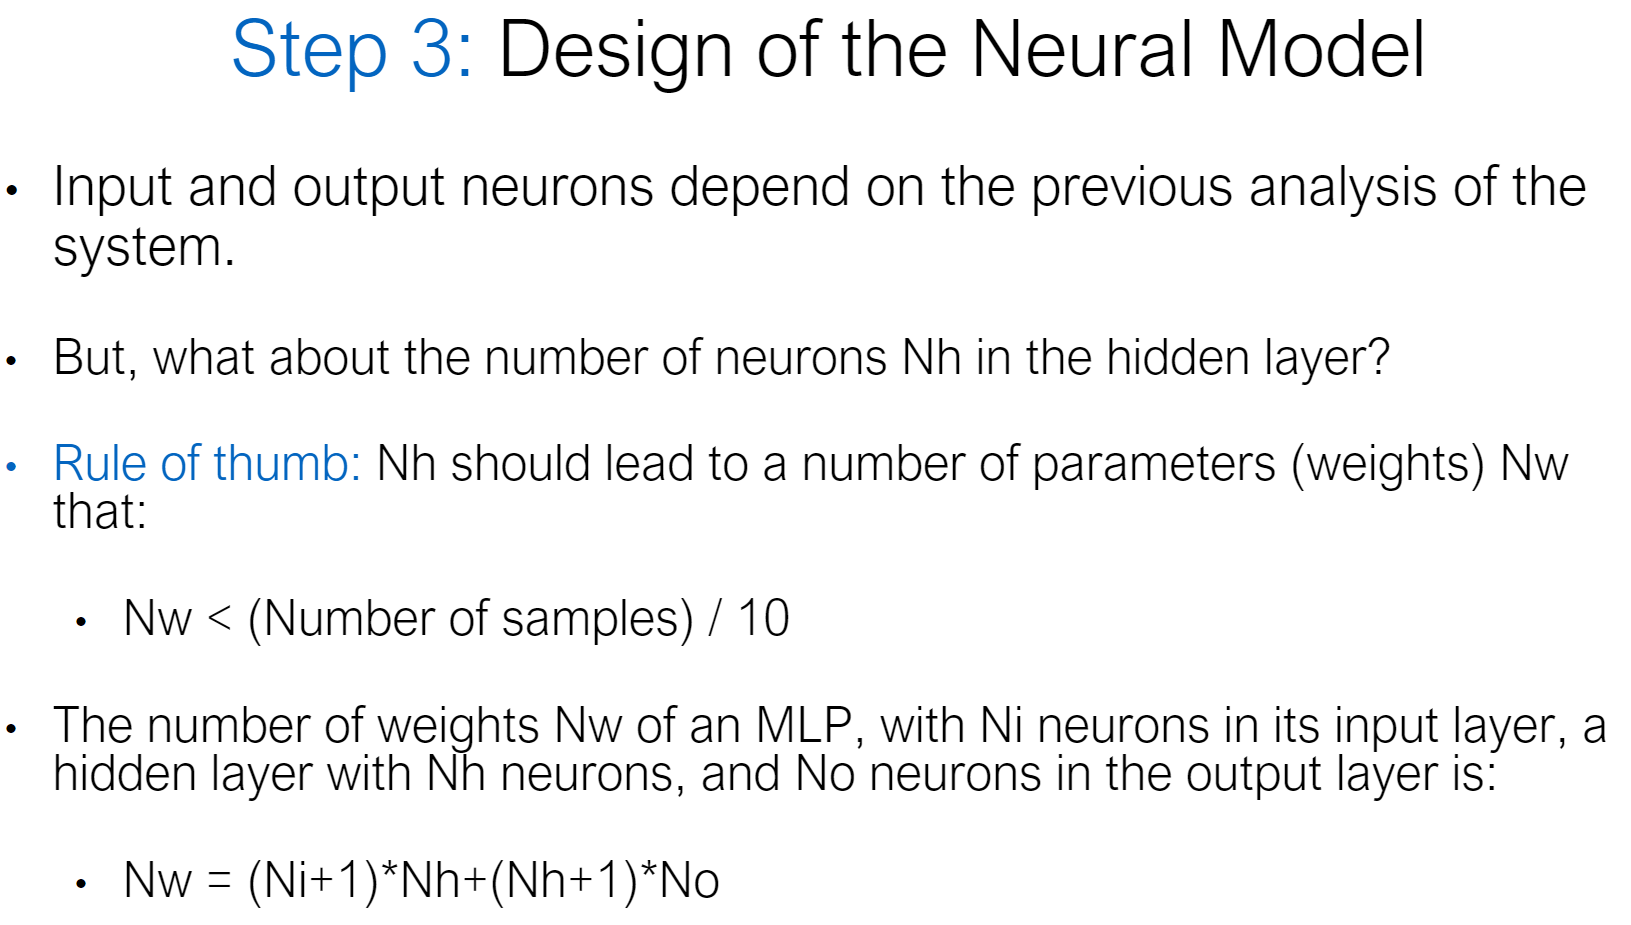 Step 3: Design of the Neural Model
• Input and output neurons depend on the previous analysis of the
system.
• But, what about the number of neurons Nh in the hidden layer?
• Rule of thumb: Nh should lead to a number of parameters (weights) Nw
that:
• Nw < (Number of samples) / 10
• The number of weights Nw of an MLP, with Ni neurons in its input layer, a
hidden layer with Nh neurons, and No neurons in the output layer is:
• Nw = (Ni+1)*Nh+(Nh+1)*No